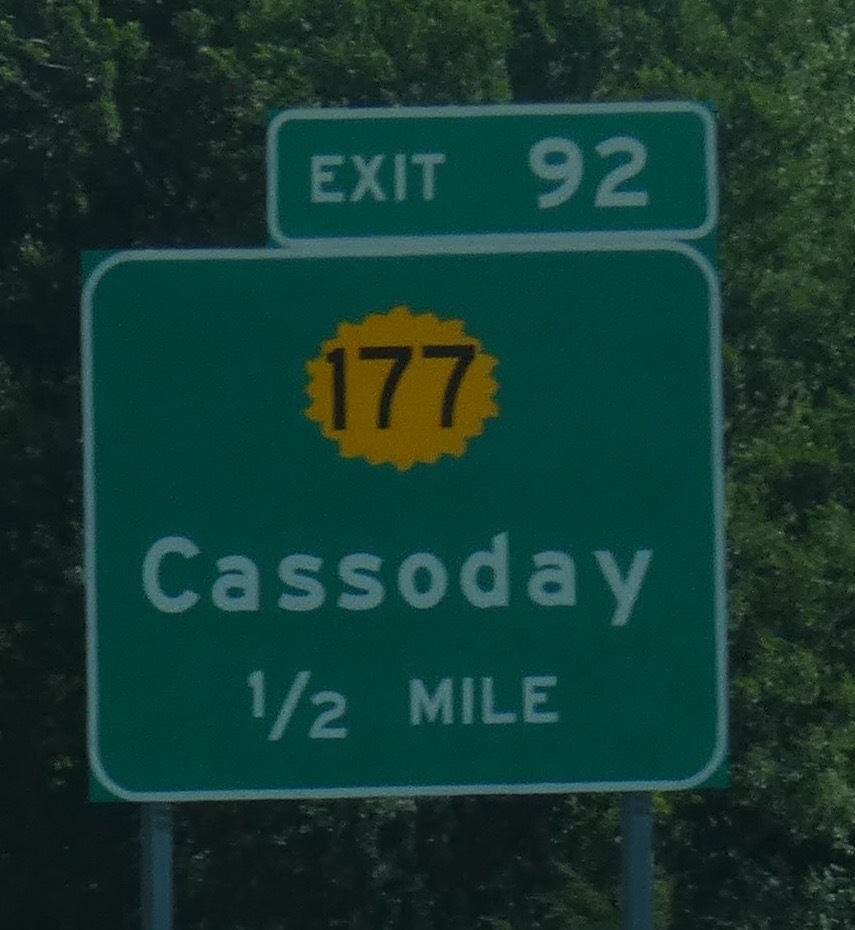 EXIT 92
177
Cassoday
1/2 MILE